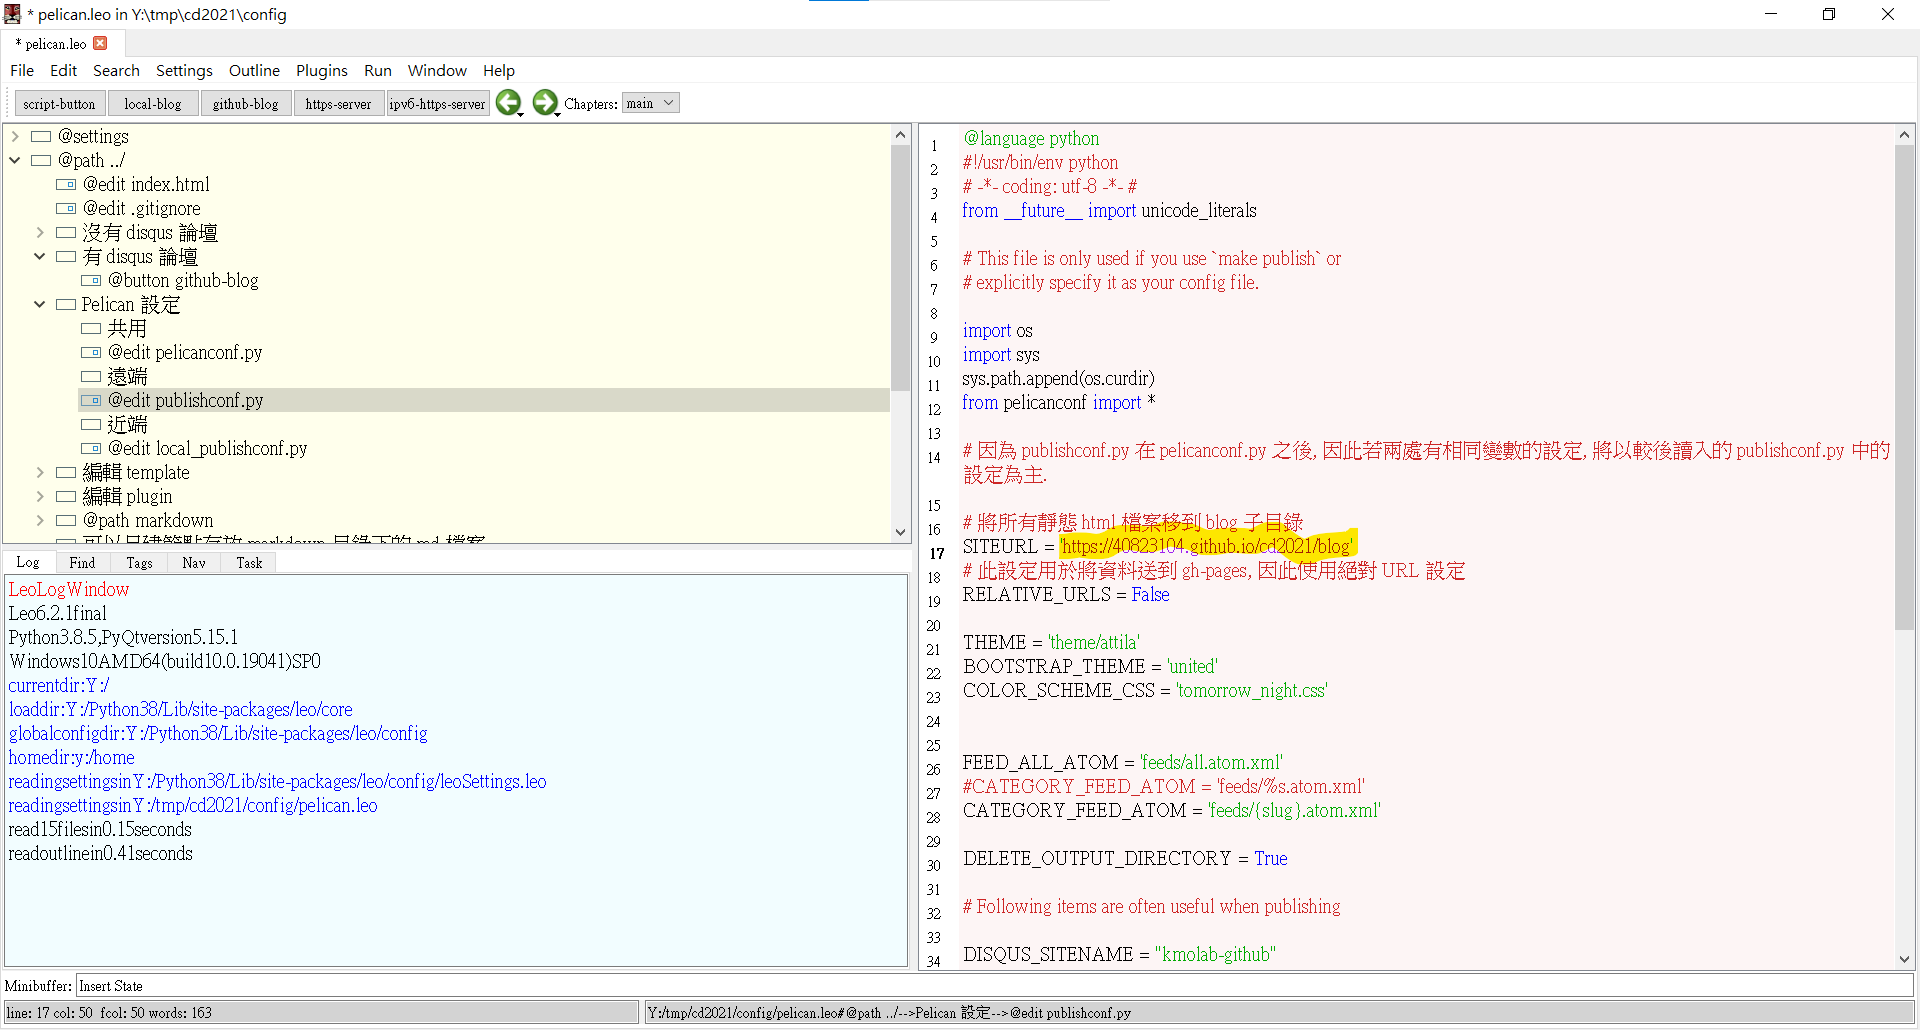 * pelican.leo in Y:\tmp\cd2021\config
* pelican.leo
File Edit Search Settings Outline Plugins Run Window Help
script-button local-blog github-blog https-server ipv6-https-server Chapters: main
@settings
@path ../
@edit index.html
@edit .gitignore
沒有 disqus 論壇
有 disqus 論壇
@button github-blog
Pelican 設定
共用
@edit pelicanconf.py
遠端
@edit publishconf.py
近端
@edit local_publishconf.py
編輯 template
編輯 plugin
@path markdown
可以另建節點存放 markdown 目錄下的 md 檔案
Log Find Tags Nav Task
LeoLogWindow
Leo6.2.1final
Python3.8.5,PyQtversion5.15.1
Windows10AMD64(build10.0.19041)SP0
currentdir:Y:/
loaddir:Y:/Python38/Lib/site-packages/leo/core
globalconfigdir:Y:/Python38/Lib/site-packages/leo/config
homedir:y:/home
readingsettingsinY:/Python38/Lib/site-packages/leo/config/leoSettings.leo
readingsettingsinY:/tmp/cd2021/config/pelican.leo
read15filesin0.15seconds
readoutlinein0.41seconds
1 @language python
2 #!/usr/bin/env python
3 # -*- coding: utf-8 -*- #
4 from __future__ import unicode_literals
5
6 # This file is only used if you use `make publish` or
7 # explicitly specify it as your config file.
8
9 import os
10 import sys
11 sys.path.append(os.curdir)
12 from pelicanconf import *
13
14 # 因為 publishconf.py 在 pelicanconf.py 之後, 因此若兩處有相同變數的設定, 將以較後讀入的 publishconf.py 中的
設定為主.
15
16 # 將所有靜態 html 檔案移到 blog 子目錄
17 SITEURL = 'https://40823104.github.io/cd2021/blog'
18 # 此設定用於將資料送到 gh-pages, 因此使用絕對 URL 設定
19 RELATIVE_URLS = False
20
21 THEME = 'theme/attila'
22 BOOTSTRAP_THEME = 'united'
23 COLOR_SCHEME_CSS = 'tomorrow_night.css'
24
25
26 FEED_ALL_ATOM = 'feeds/all.atom.xml'
27 #CATEGORY_FEED_ATOM = 'feeds/%s.atom.xml'
28 CATEGORY_FEED_ATOM = 'feeds/{slug}.atom.xml'
29
30 DELETE_OUTPUT_DIRECTORY = True
31
32 # Following items are often useful when publishing
33
34 DISQUS_SITENAME = "kmolab-github"
Minibuffer: Insert State
line: 17 col: 50 fcol: 50 words: 163
Y:/tmp/cd2021/config/pelican.leo#@path ../-->Pelican 設定-->@edit publishconf.py